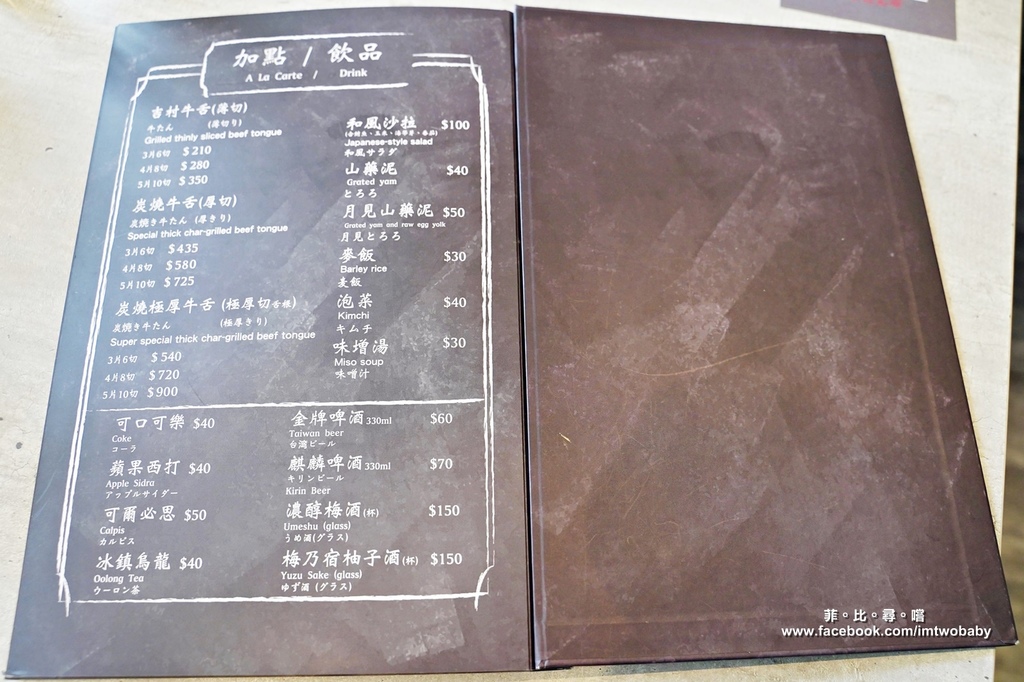 加點 / 飲品
A La Carte / Drink
吉村牛舌(薄切)
牛たん (薄切り)
Grilled thinly sliced beef tongue
3片6切 $210
4片8切 $280
5片10切 $350
炭燒牛舌(厚切)
炭焼き牛たん (厚きり)
Special thick char-grilled beef tongue
3片6切 $435
4片8切 $580
5片10切 $725
炭燒極厚牛舌 (極厚切舌根)
炭焼き牛たん (極厚きり)
Super special thick char-grilled beef tongue
3片6切 $540
4片8切 $720
5片10切 $900
和風沙拉 $100
Japanese-style salad
和風サラダ
山藥泥 $40
Grated yam
とろろ
月見山藥泥 $50
Grated yam and raw egg yolk
月見とろろ
麥飯 $30
Barley rice
麦飯
泡菜 $40
Kimchi
キムチ
味增湯 $30
Miso soup
味噌汁
可口可樂 $40
Coke
コーラ
蘋果西打 $40
Apple Sidra
アップルサイダー
可爾必思 $50
Calpis
カルピス
冰鎮烏龍 $40
Oolong Tea
ウーロン茶
金牌啤酒 330ml $60
Taiwan beer
台湾ビール
麒麟啤酒 330ml $70
キリンビール
Kirin Beer
濃醇梅酒(杯) $150
Umeshu (glass)
うめ酒(グラス)
梅乃宿柚子酒(杯) $150
Yuzu Sake (glass)
ゆず酒 (グラス)
菲。比。尋。嚐
www.facebook.com/imtwobaby